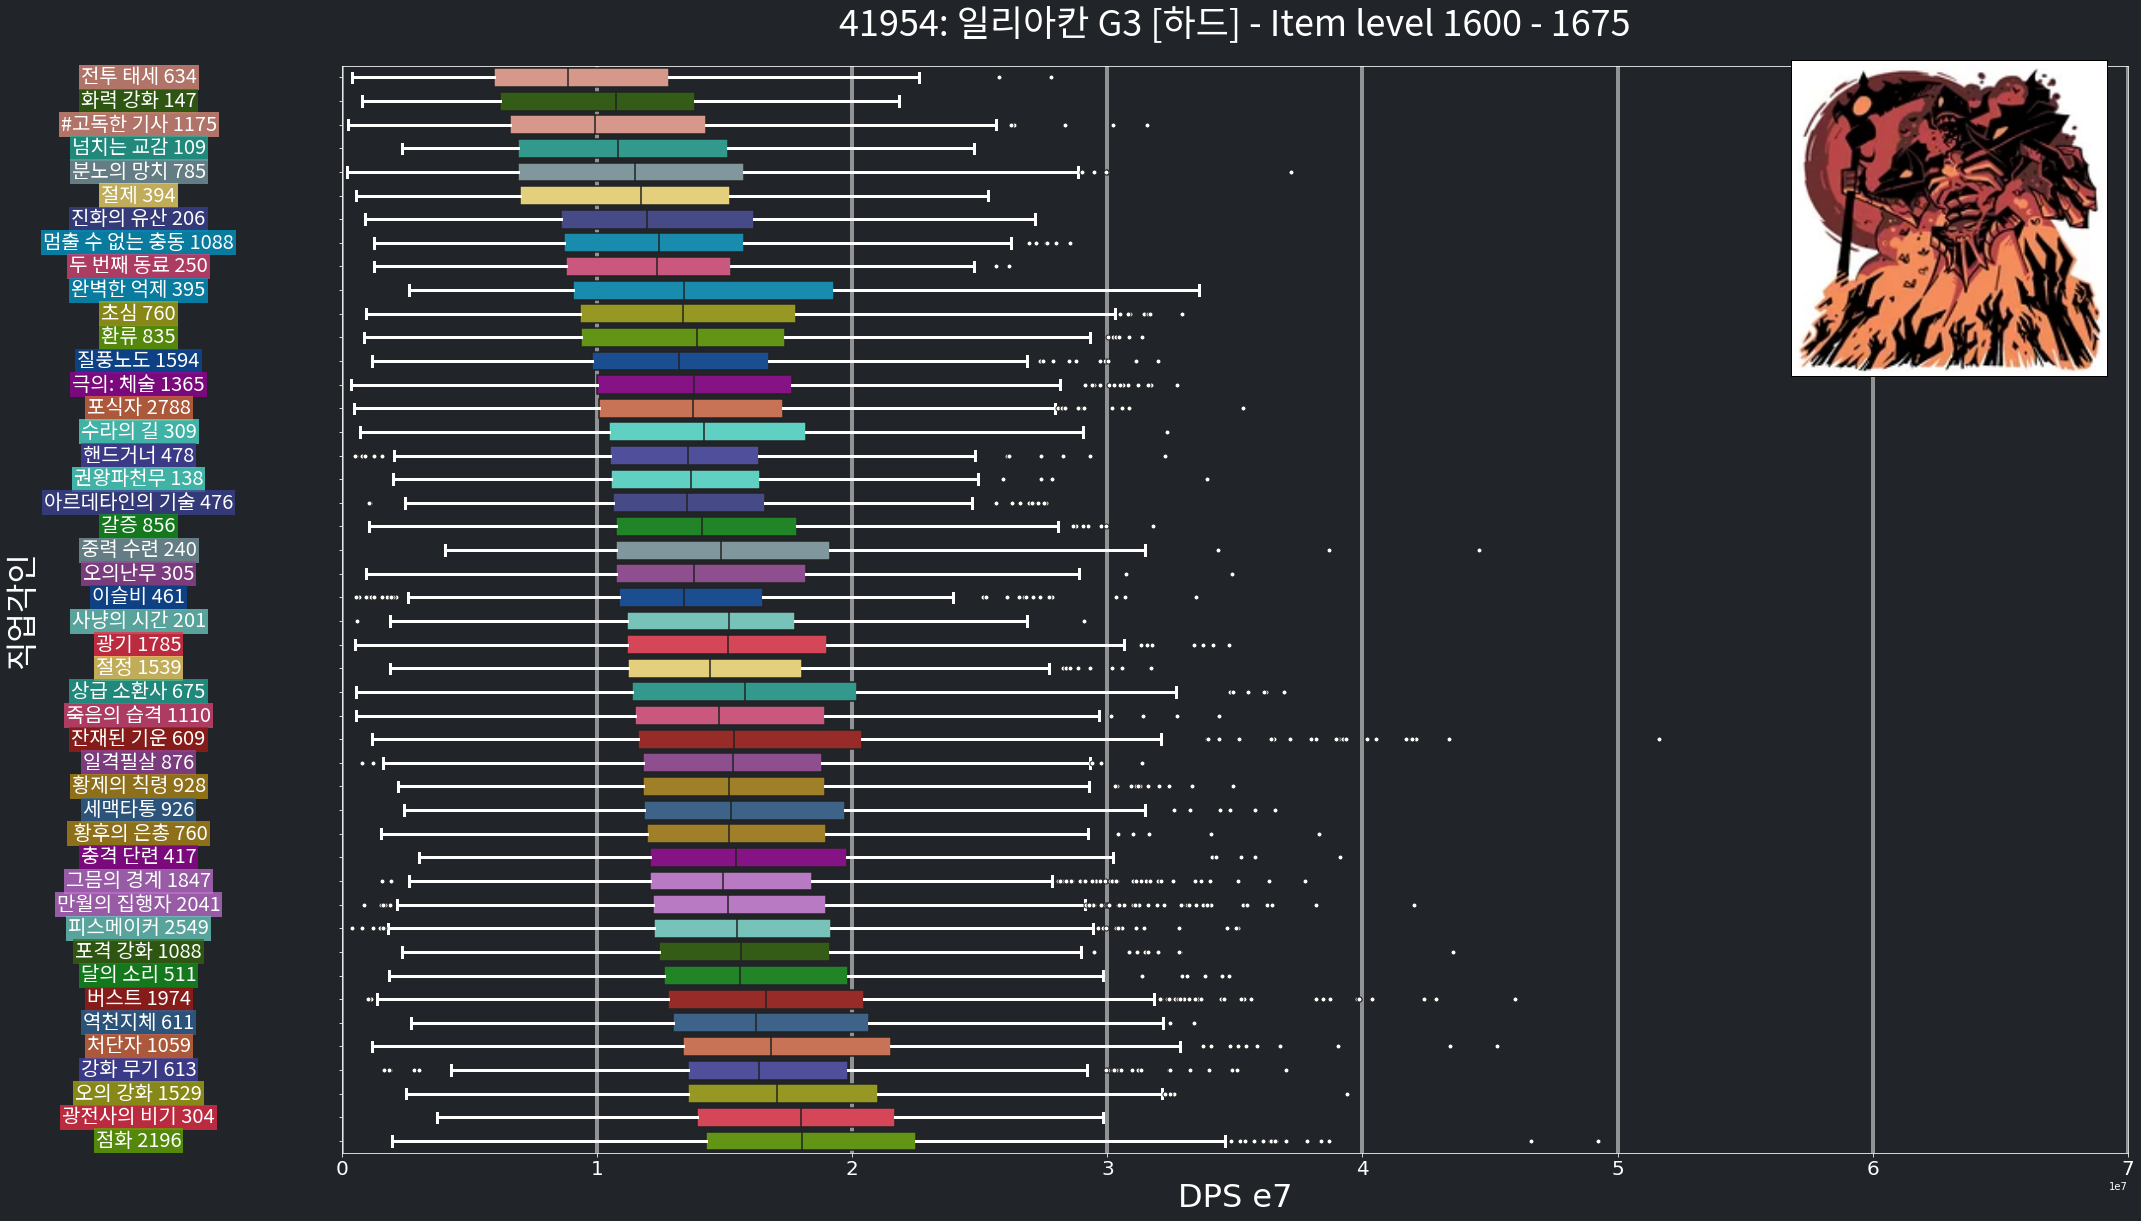 41954: 일리아칸 G3 [하드] - Item level 1600 - 1675
직업각인
전투 태세 634
화력 강화 147
#고독한 기사 1175
넘치는 교감 109
분노의 망치 785
절제 394
진화의 유산 206
멈출 수 없는 충동 1088
두 번째 동료 250
완벽한 억제 395
초심 760
환류 835
질풍노도 1594
극의: 체술 1365
포식자 2788
수라의 길 309
핸드거너 478
권왕파천무 138
아르데타인의 기술 476
갈증 856
중력 수련 240
오의난무 305
이슬비 461
사냥의 시간 201
광기 1785
절정 1539
상급 소환사 675
죽음의 습격 1110
잔재된 기운 609
일격필살 876
황제의 칙령 928
세맥타통 926
황후의 은총 760
충격 단련 417
그믐의 경계 1847
만월의 집행자 2041
피스메이커 2549
포격 강화 1088
달의 소리 511
버스트 1974
역천지체 611
처단자 1059
강화 무기 613
오의 강화 1529
광전사의 비기 304
점화 2196
0 1 2 3 4 5 6 7
1e7
DPS e7